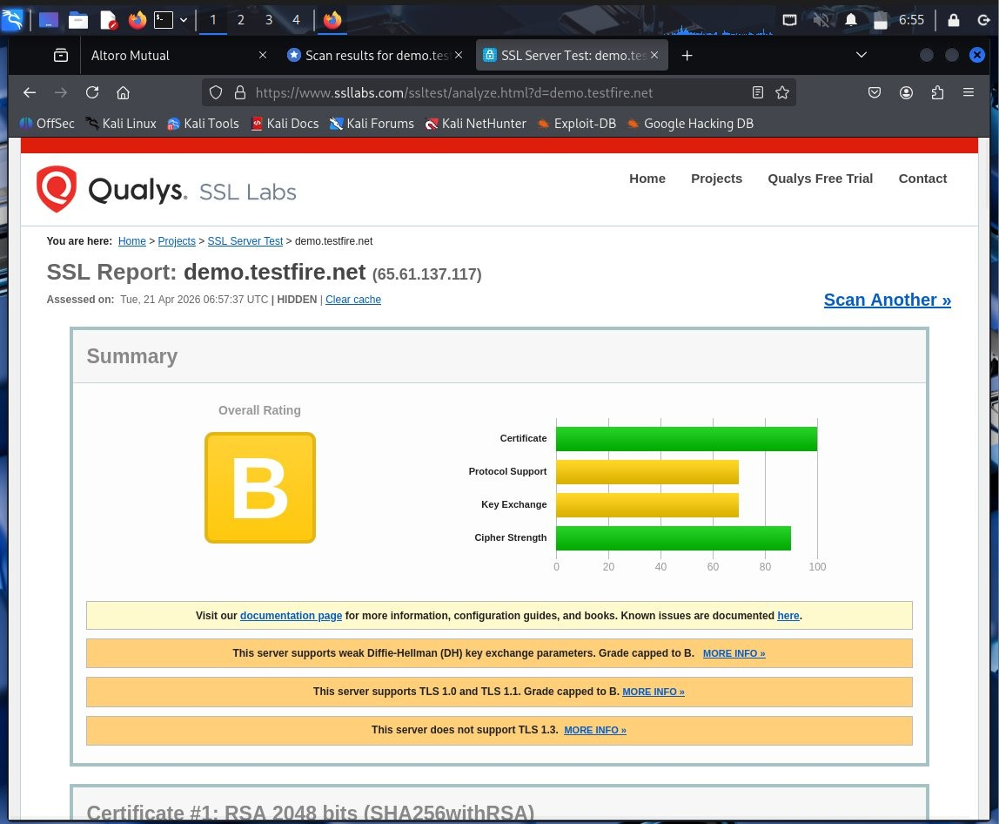 1 2 3 4 6:55
Altoro Mutual Scan results for demo.tes SSL Server Test: demo.tes
https://www.ssllabs.com/ssltest/analyze.html?d=demo.testfire.net
OffSec Kali Linux Kali Tools Kali Docs Kali Forums Kali NetHunter Exploit-DB Google Hacking DB
Qualys. SSL Labs
Home Projects Qualys Free Trial Contact
You are here: Home > Projects > SSL Server Test > demo.testfire.net
SSL Report: demo.testfire.net (65.61.137.117)
Assessed on: Tue, 21 Apr 2026 06:57:37 UTC | HIDDEN | Clear cache
Scan Another »
Summary
Overall Rating
B
Certificate
Protocol Support
Key Exchange
Cipher Strength
0 20 40 60 80 100
Visit our documentation page for more information, configuration guides, and books. Known issues are documented here.
This server supports weak Diffie-Hellman (DH) key exchange parameters. Grade capped to B. MORE INFO »
This server supports TLS 1.0 and TLS 1.1. Grade capped to B. MORE INFO »
This server does not support TLS 1.3. MORE INFO »
Certificate #1: RSA 2048 bits (SHA256withRSA)